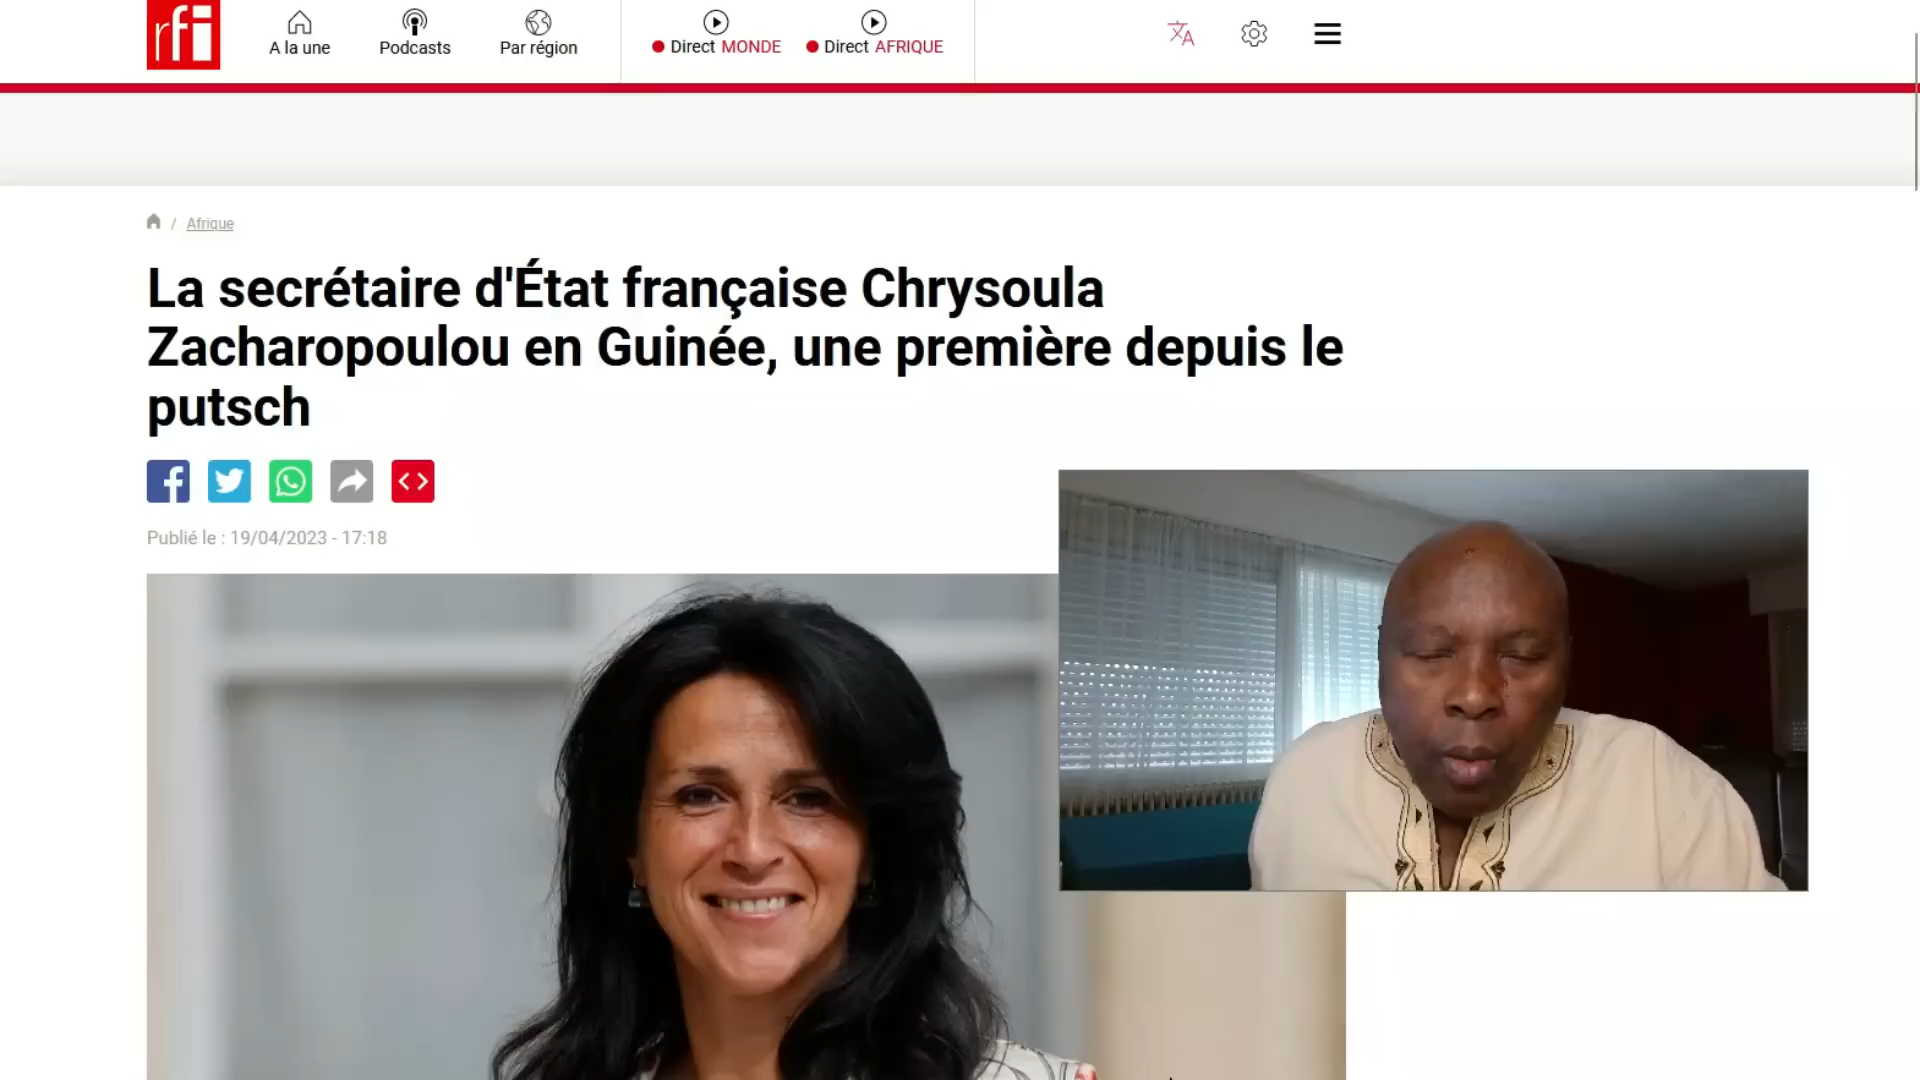 rfi
A la une
Podcasts
Par région
Direct MONDE
Direct AFRIQUE
/ Afrique
La secrétaire d'État française Chrysoula
Zacharopoulou en Guinée, une première depuis le
putsch
Publié le : 19/04/2023 - 17:18